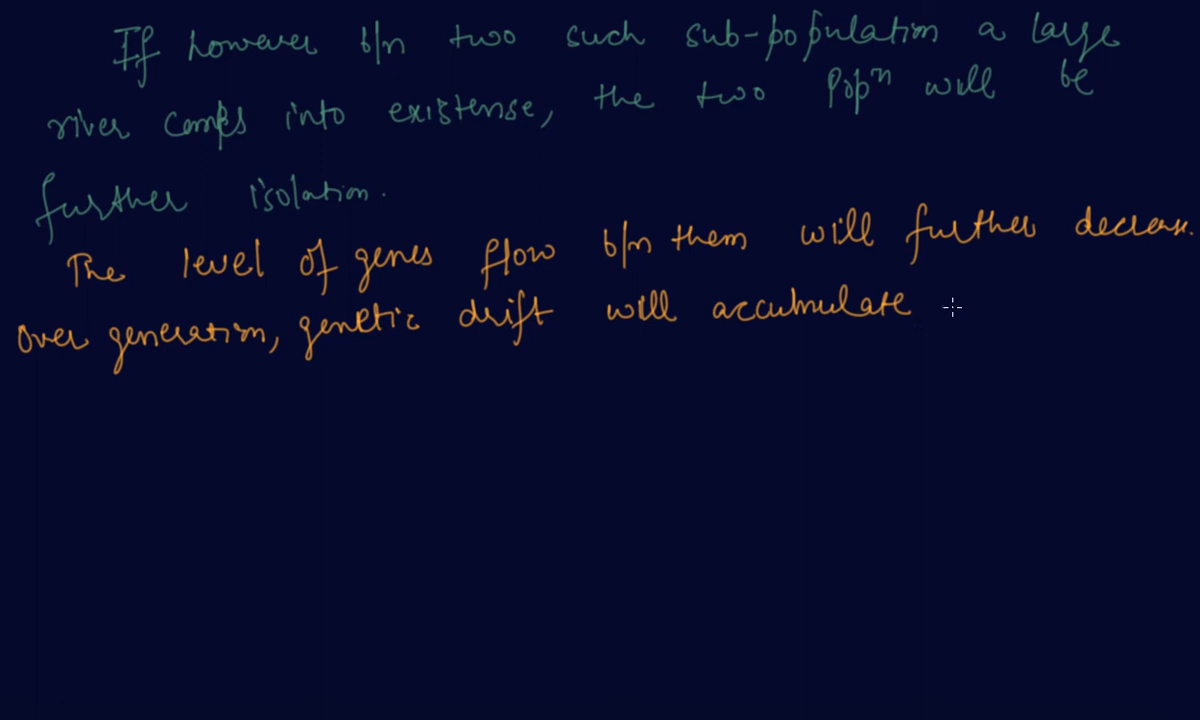 If however b/n two such sub-population a large
river comes into existense, the two popⁿ will be
further isolation.
The level of genes flow b/n them will further decrease.
Over generation, genetic drift will accumulate